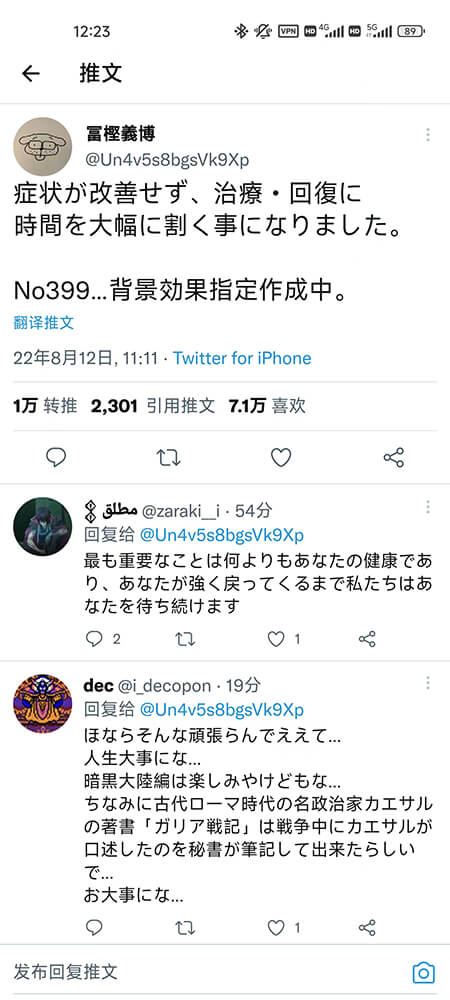 12:23
VPN HD 4G HD 5G 89
推文
冨樫義博
@Un4v5s8bgsVk9Xp
症状が改善せず、治療・回復に
時間を大幅に割く事になりました。
No399…背景効果指定作成中。
翻译推文
22年8月12日, 11:11 · Twitter for iPhone
1万 转推 2,301 引用推文 7.1万 喜欢
مطلق @zaraki__i · 54分
回复给 @Un4v5s8bgsVk9Xp
最も重要なことは何よりもあなたの健康であ
り、あなたが強く戻ってくるまで私たちはあ
なたを待ち続けます
2 1
dec @i_decopon · 19分
回复给 @Un4v5s8bgsVk9Xp
ほならそんな頑張らんでええて…
人生大事にな…
暗黒大陸編は楽しみやけどもな…
ちなみに古代ローマ時代の名政治家カエサル
の著書「ガリア戦記」は戦争中にカエサルが
口述したのを秘書が筆記して出来たらしい
で…
お大事にな…
1
发布回复推文